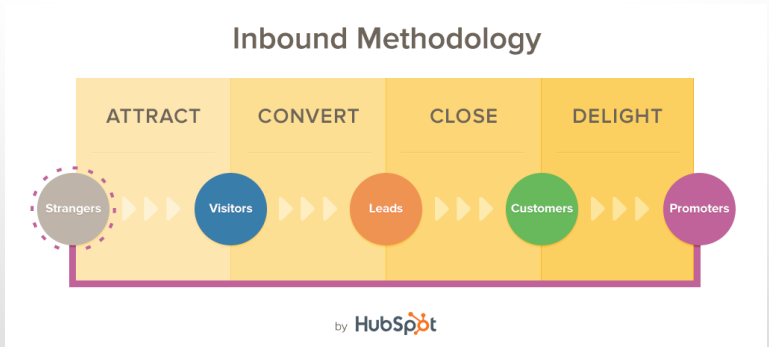 Inbound Methodology
ATTRACT CONVERT CLOSE DELIGHT
Strangers Visitors Leads Customers Promoters
by HubSpot